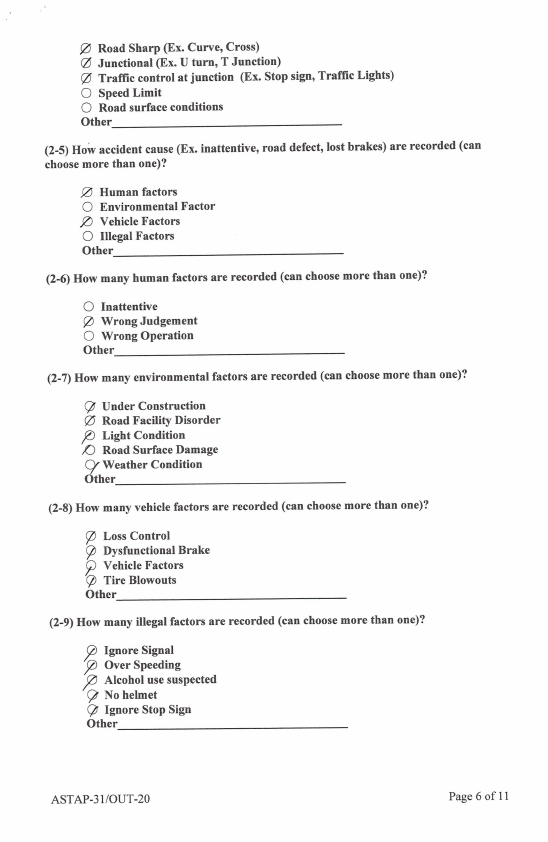 Road Sharp (Ex. Curve, Cross)
Junctional (Ex. U turn, T Junction)
Traffic control at junction (Ex. Stop sign, Traffic Lights)
Speed Limit
Road surface conditions
Other
(2-5) How accident cause (Ex. inattentive, road defect, lost brakes) are recorded (can
choose more than one)?
Human factors
Environmental Factor
Vehicle Factors
Illegal Factors
Other
(2-6) How many human factors are recorded (can choose more than one)?
Inattentive
Wrong Judgement
Wrong Operation
Other
(2-7) How many environmental factors are recorded (can choose more than one)?
Under Construction
Road Facility Disorder
Light Condition
Road Surface Damage
Weather Condition
Other
(2-8) How many vehicle factors are recorded (can choose more than one)?
Loss Control
Dysfunctional Brake
Vehicle Factors
Tire Blowouts
Other
(2-9) How many illegal factors are recorded (can choose more than one)?
Ignore Signal
Over Speeding
Alcohol use suspected
No helmet
Ignore Stop Sign
Other
ASTAP-31/OUT-20
Page 6 of 11